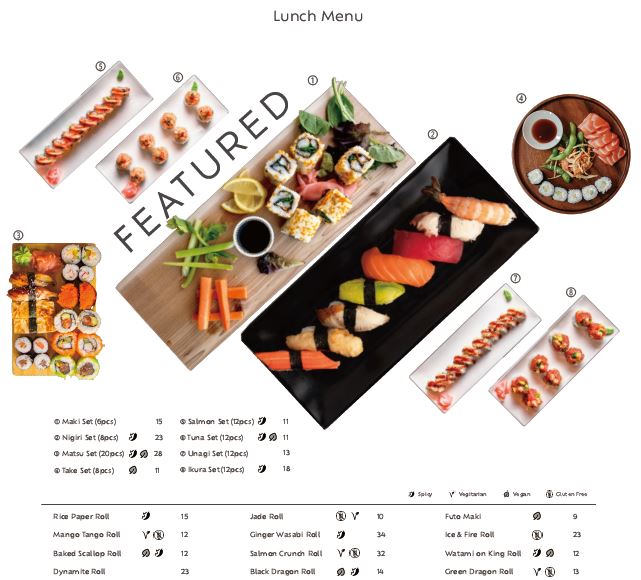 Lunch Menu
FEATURED
⑤
⑥
①
②
④
③
⑦
⑧
① Maki Set (6pcs) 15
② Nigiri Set (8pcs) 23
③ Matsu Set (20pcs) 28
④ Take Set (8pcs) 11
⑤ Salmon Set (12pcs) 11
⑥ Tuna Set (12pcs) 11
⑦ Unagi Set (12pcs) 13
⑧ Ikura Set (12pcs) 18
Spicy Vegitarian Vegan Gluten Free
Rice Paper Roll 15
Mango Tango Roll 12
Baked Scallop Roll 12
Dynamite Roll 23
Jade Roll 10
Ginger Wasabi Roll 34
Salmon Crunch Roll 32
Black Dragon Roll 14
Futo Maki 9
Ice & Fire Roll 23
Watami on King Roll 12
Green Dragon Roll 13